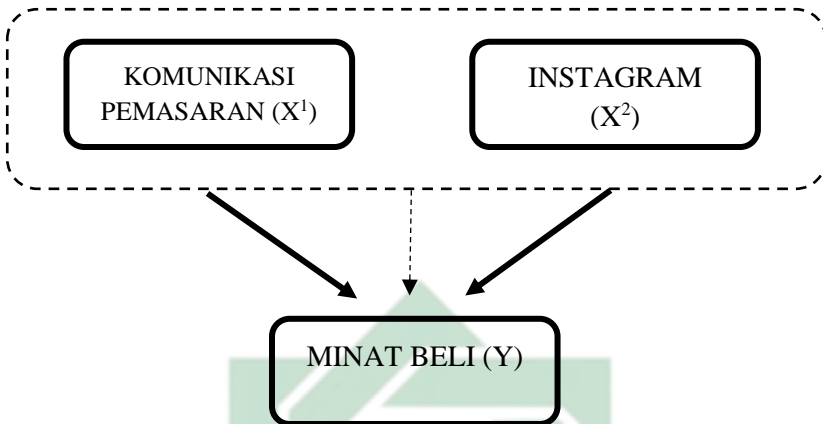 KOMUNIKASI
PEMASARAN (X¹)
INSTAGRAM
(X²)
MINAT BELI (Y)